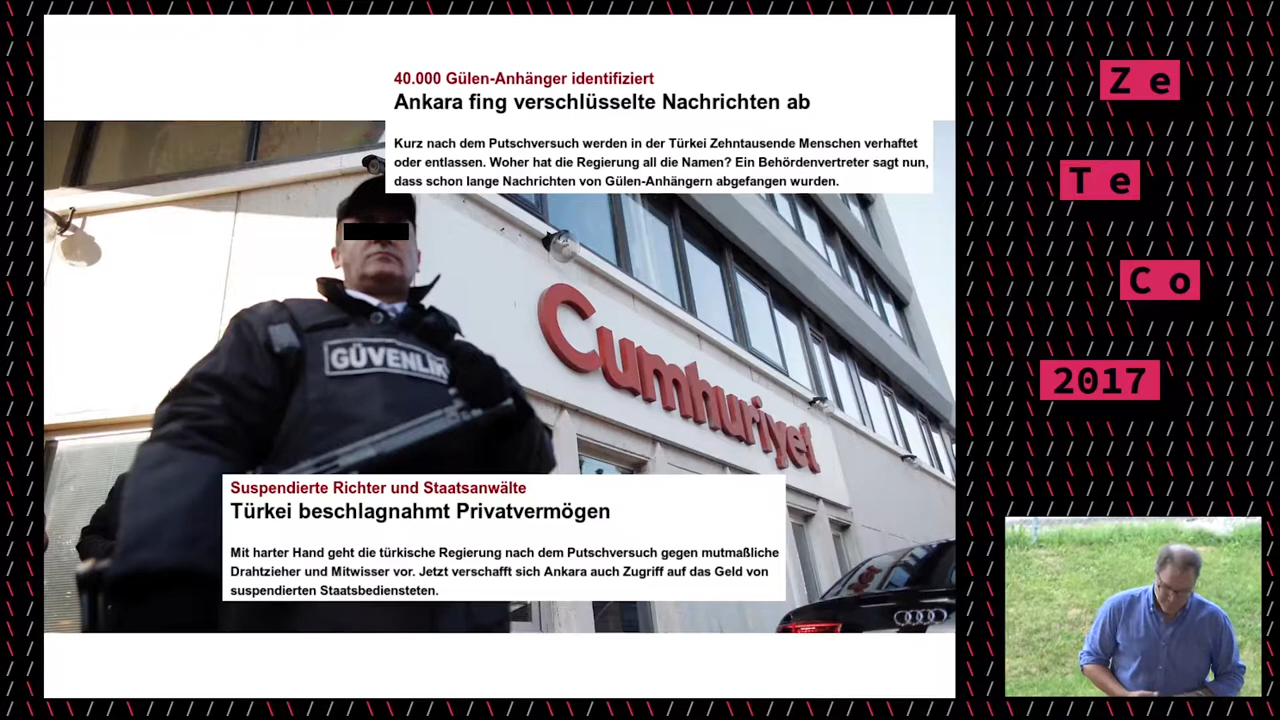 40.000 Gülen-Anhänger identifiziert
Ankara fing verschlüsselte Nachrichten ab
Kurz nach dem Putschversuch werden in der Türkei Zehntausende Menschen verhaftet
oder entlassen. Woher hat die Regierung all die Namen? Ein Behördenvertreter sagt nun,
dass schon lange Nachrichten von Gülen-Anhängern abgefangen wurden.
GÜVENLİK
Cumhuriyet
Suspendierte Richter und Staatsanwälte
Türkei beschlagnahmt Privatvermögen
Mit harter Hand geht die türkische Regierung nach dem Putschversuch gegen mutmaßliche
Drahtzieher und Mitwisser vor. Jetzt verschafft sich Ankara auch Zugriff auf das Geld von
suspendierten Staatsbediensteten.
Z e
T e
C o
2017